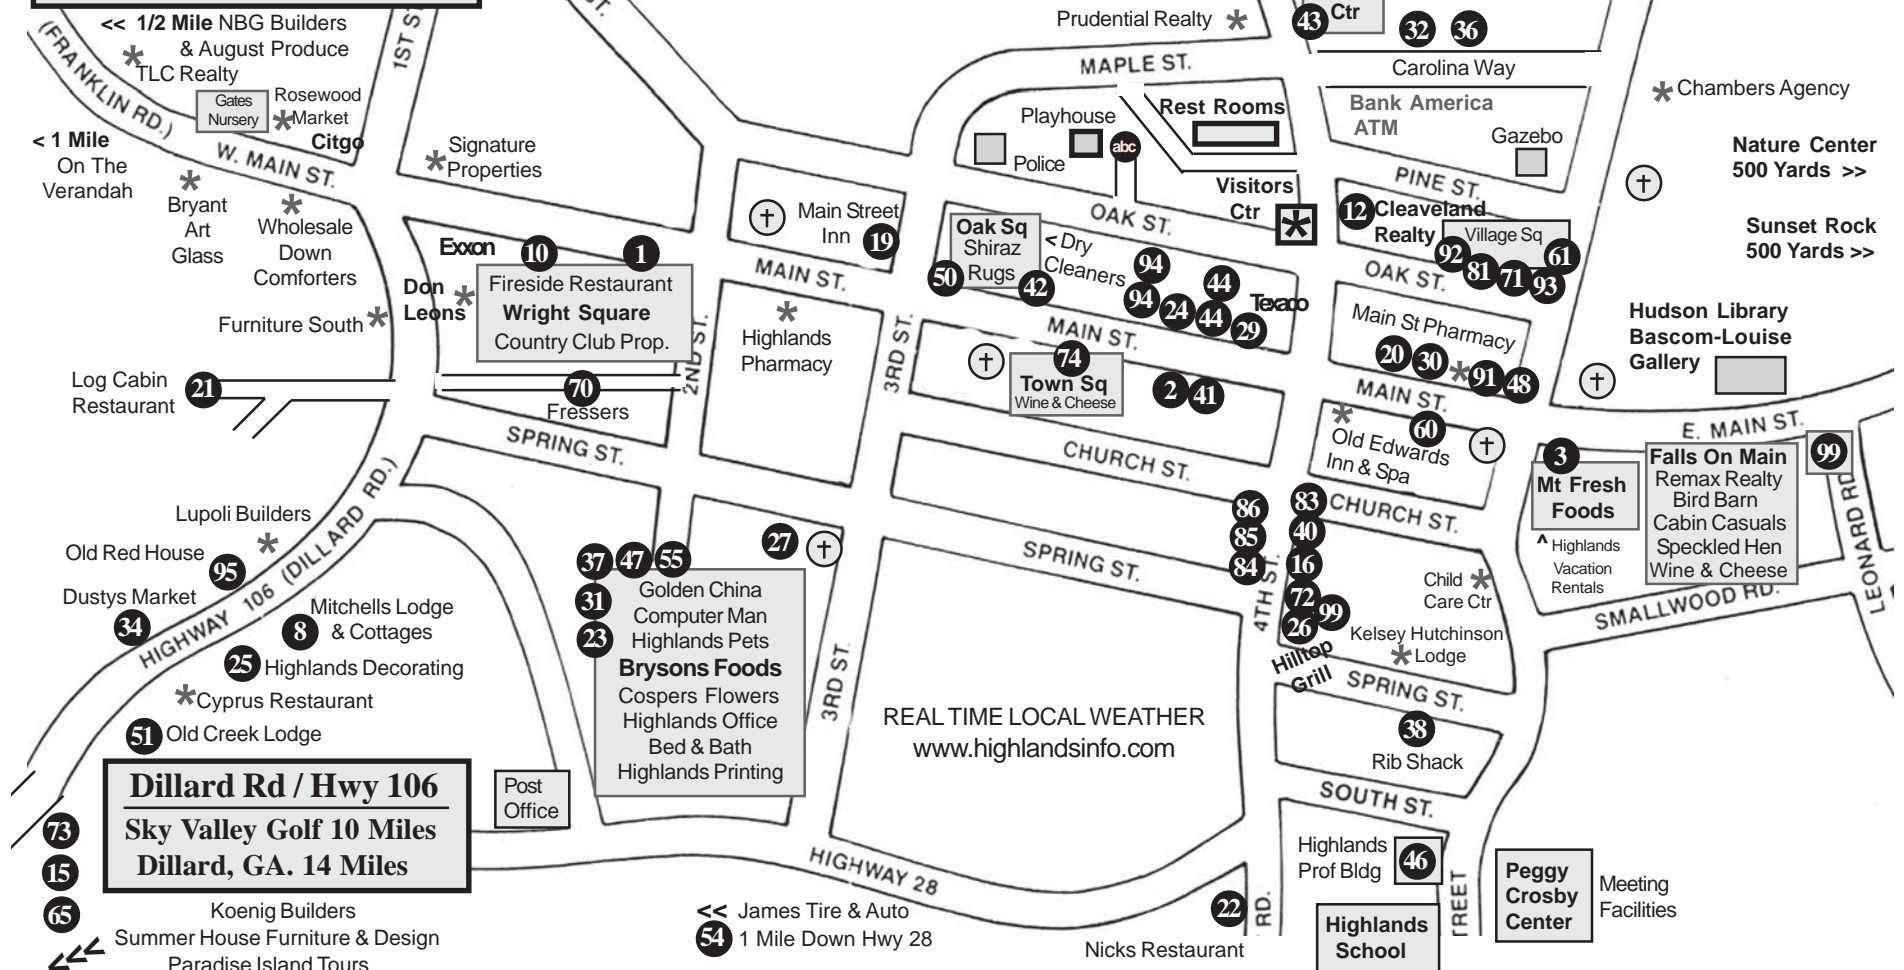 << 1/2 Mile NBG Builders
& August Produce
TLC Realty
(FRANKLIN RD.)
Gates
Nursery
Rosewood
Market
Citgo
1ST ST
ST.
< 1 Mile
On The
Verandah
W. MAIN ST.
Signature
Properties
Bryant
Art
Glass
Wholesale
Down
Comforters
Furniture South
Exxon
10
1
Don
Leons
Fireside Restaurant
Wright Square
Country Club Prop.
2ND ST.
Log Cabin
Restaurant
21
70
Fressers
SPRING ST.
Main Street
Inn
19
MAIN ST.
Highlands
Pharmacy
3RD ST.
Prudential Realty
43
Ctr
32
36
MAPLE ST.
Carolina Way
Playhouse
Police
abc
Rest Rooms
Bank America
ATM
Gazebo
Chambers Agency
Nature Center
500 Yards >>
Sunset Rock
500 Yards >>
Visitors
Ctr
OAK ST.
PINE ST.
12
Cleaveland
Realty
Village Sq
92
81
71
93
61
OAK ST.
Oak Sq
Shiraz
Rugs
50
42
< Dry
Cleaners
94
94
24
44
44
29
Texaco
MAIN ST.
Main St Pharmacy
20
30
91
48
MAIN ST.
Hudson Library
Bascom-Louise
Gallery
74
Town Sq
Wine & Cheese
2
41
60
Old Edwards
Inn & Spa
E. MAIN ST.
3
Mt Fresh
Foods
^ Highlands
Vacation
Rentals
Falls On Main
Remax Realty
Bird Barn
Cabin Casuals
Speckled Hen
Wine & Cheese
99
LEONARD RD.
SMALLWOOD RD.
CHURCH ST.
CHURCH ST.
86
85
84
83
40
16
72
99
26
4TH ST.
SPRING ST.
Child
Care Ctr
Kelsey Hutchinson
Lodge
Hilltop
Grill
SPRING ST.
38
Rib Shack
SOUTH ST.
Lupoli Builders
Old Red House
95
Dustys Market
34
HIGHWAY 106 (DILLARD RD.)
8
Mitchells Lodge
& Cottages
25
Highlands Decorating
Cyprus Restaurant
51
Old Creek Lodge
37
47
55
31
23
27
Golden China
Computer Man
Highlands Pets
Brysons Foods
Cospers Flowers
Highlands Office
Bed & Bath
Highlands Printing
3RD ST.
REAL TIME LOCAL WEATHER
www.highlandsinfo.com
Dillard Rd / Hwy 106
Sky Valley Golf 10 Miles
Dillard, GA. 14 Miles
Post
Office
73
15
65
Koenig Builders
Summer House Furniture & Design
Paradise Island Tours
<<<
HIGHWAY 28
<< James Tire & Auto
54
1 Mile Down Hwy 28
22
Nicks Restaurant
RD.
Highlands
Prof Bldg
46
Highlands
School
TREET
Peggy
Crosby
Center
Meeting
Facilities